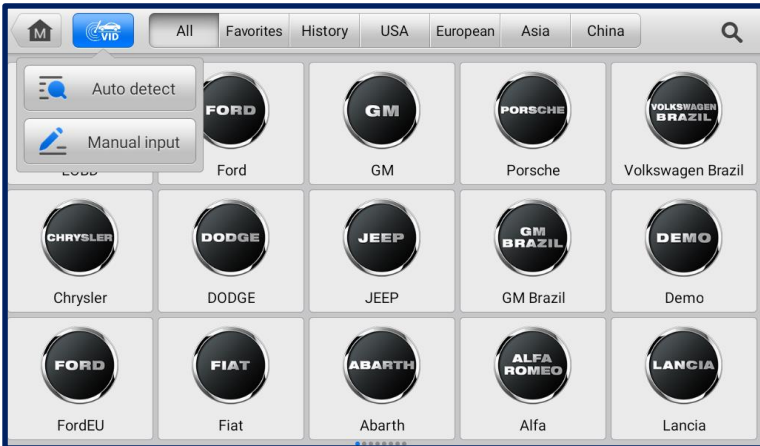 M
VID
All
Favorites
History
USA
European
Asia
China
Auto detect
Manual input
FORD
GM
PORSCHE
VOLKSWAGEN
BRAZIL
EOBD
Ford
GM
Porsche
Volkswagen Brazil
CHRYSLER
DODGE
JEEP
GM
BRAZIL
DEMO
Chrysler
DODGE
JEEP
GM Brazil
Demo
FORD
FIAT
ABARTH
ALFA
ROMEO
LANCIA
FordEU
Fiat
Abarth
Alfa
Lancia